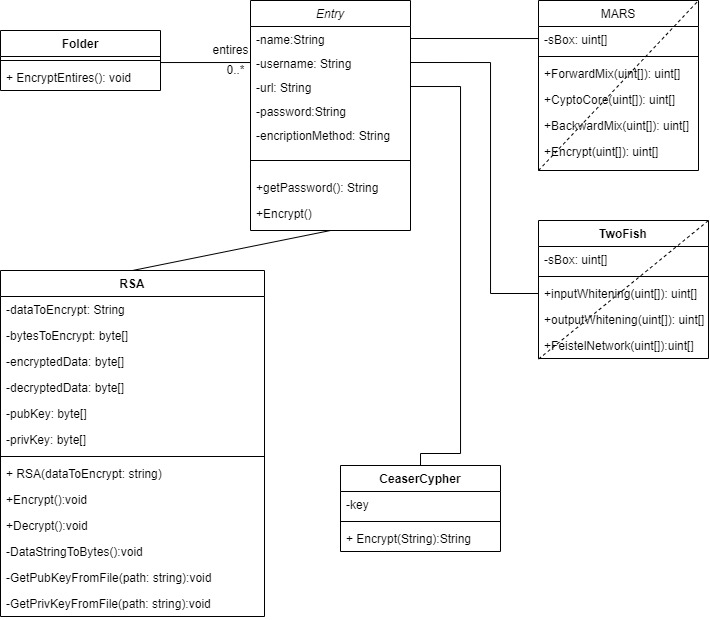 Folder
+ EncryptEntires(): void
entires
0..*
Entry
-name:String
-username: String
-url: String
-password:String
-encriptionMethod: String
+getPassword(): String
+Encrypt()
MARS
-sBox: uint[]
+ForwardMix(uint[]): uint[]
+CyptoCore(uint[]): uint[]
+BackwardMix(uint[]): uint[]
+Encrypt(uint[]): uint[]
TwoFish
-sBox: uint[]
+inputWhitening(uint[]): uint[]
+outputWhitening(uint[]): uint[]
+FeistelNetwork(uint[]):uint[]
RSA
-dataToEncrypt: String
-bytesToEncrypt: byte[]
-encryptedData: byte[]
-decryptedData: byte[]
-pubKey: byte[]
-privKey: byte[]
+ RSA(dataToEncrypt: string)
+Encrypt():void
+Decrypt():void
-DataStringToBytes():void
-GetPubKeyFromFile(path: string):void
-GetPrivKeyFromFile(path: string):void
CeaserCypher
-key
+ Encrypt(String):String